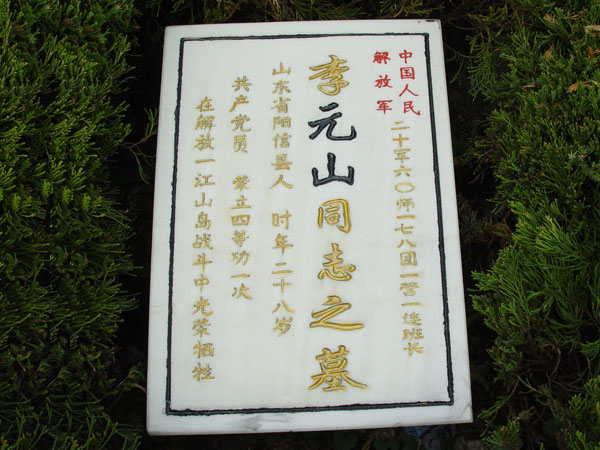 中国人民解放军二十军六〇师一七八团一营一连班长
李元山同志之墓
山东省阳信县人 时年二十八岁
共产党员 荣立四等功一次
在解放一江山岛战斗中光荣牺牲